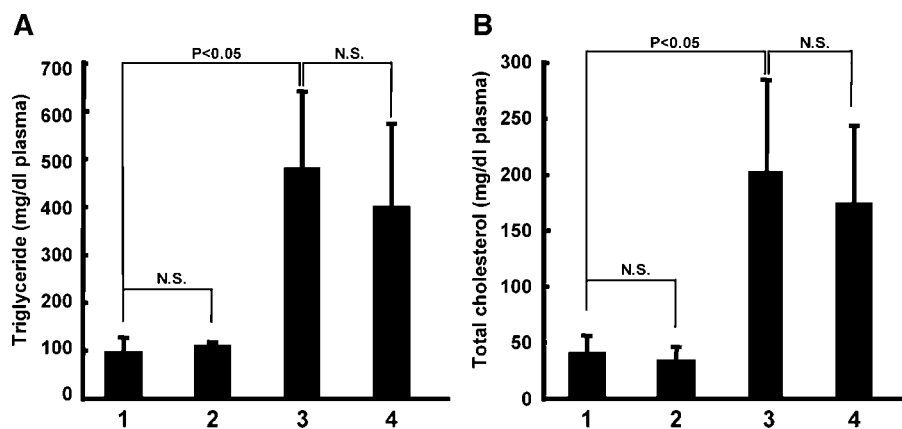 A
P<0.05
N.S.
700
600
500
400
300
200
100
0
Triglyceride (mg/dl plasma)
N.S.
1 2 3 4
B
P<0.05
N.S.
300
250
200
150
100
50
0
Total cholesterol (mg/dl plasma)
N.S.
1 2 3 4